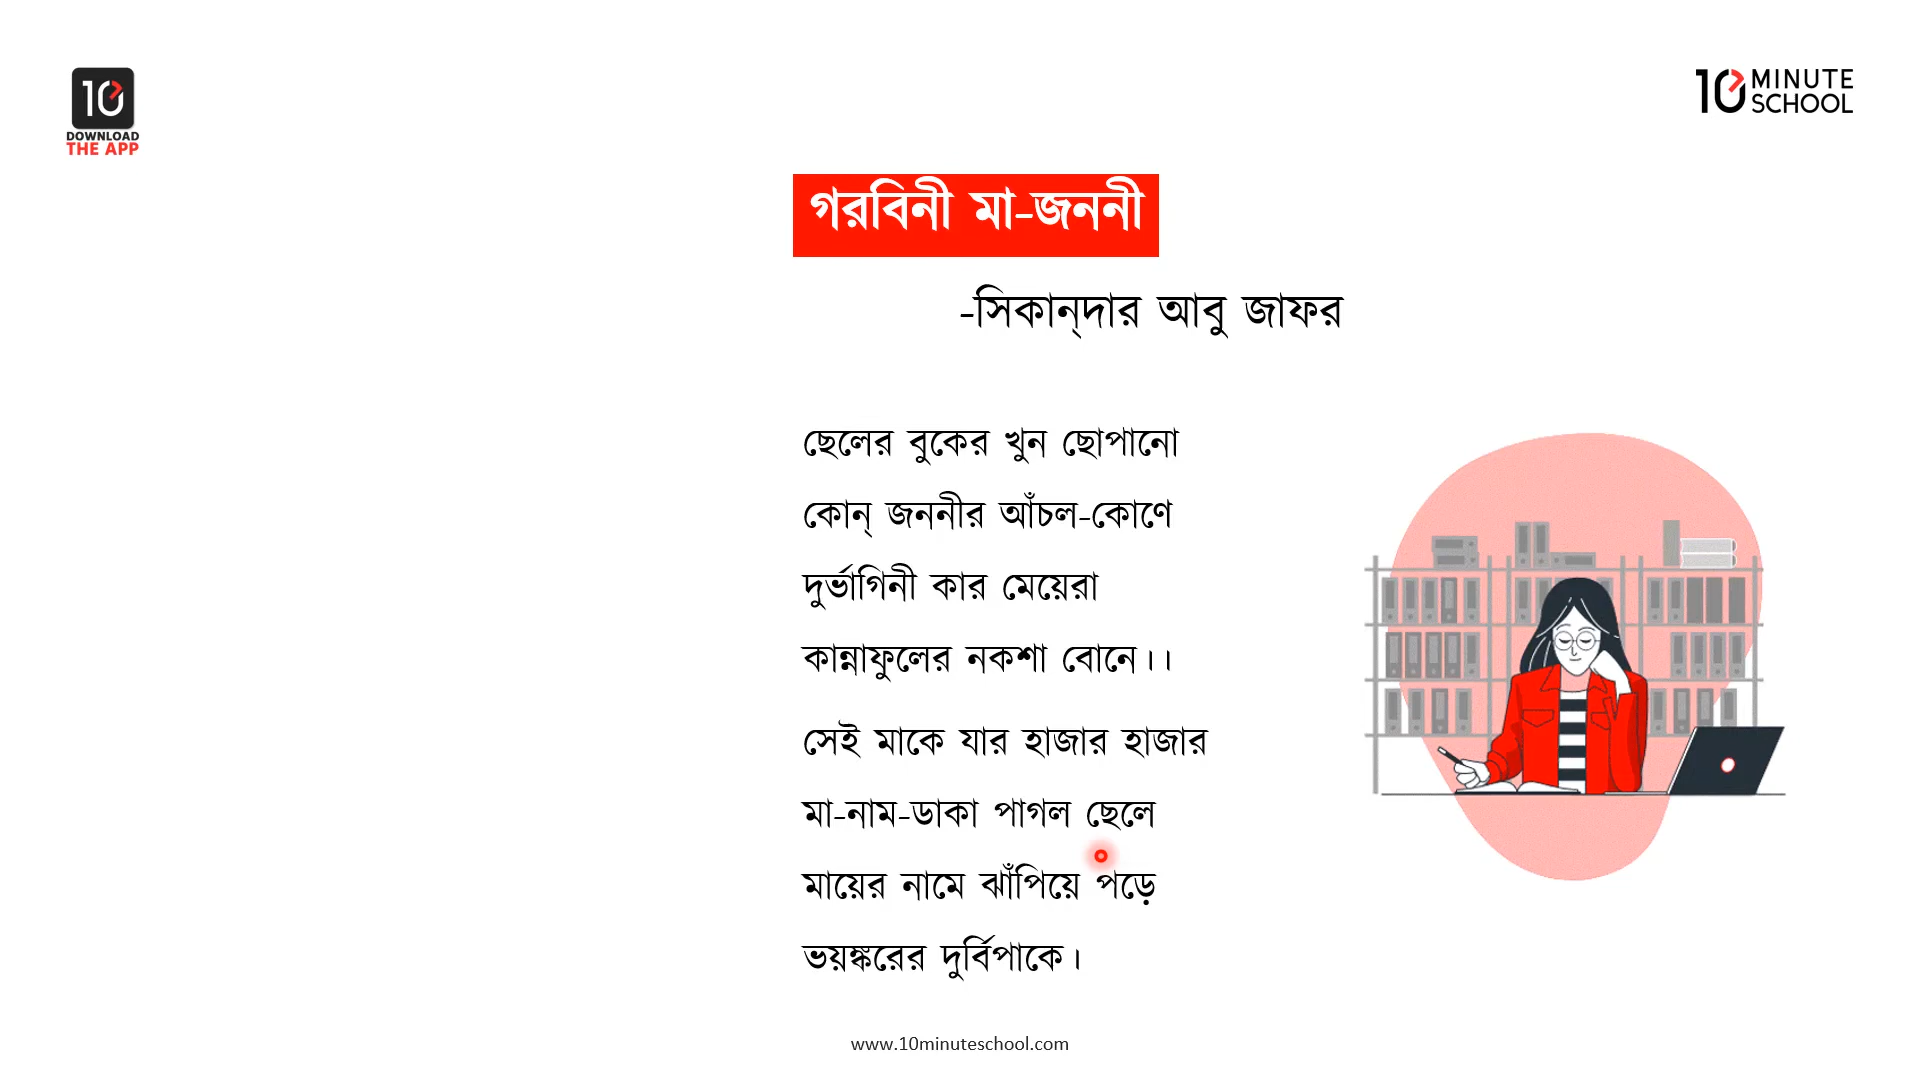 10
DOWNLOAD
THE APP
10 MINUTE
SCHOOL
গরবিনী মা-জননী
-সিকান্‌দার আবু জাফর
ছেলের বুকের খুন ছোপানো
কোন্ জননীর আঁচল-কোণে
দুর্ভাগিনী কার মেয়েরা
কান্নাফুলের নকশা বোনে।।
সেই মাকে যার হাজার হাজার
মা-নাম-ডাকা পাগল ছেলে
মায়ের নামে ঝাঁপিয়ে পড়ে
ভয়ঙ্করের দুর্বিপাকে।
www.10minuteschool.com